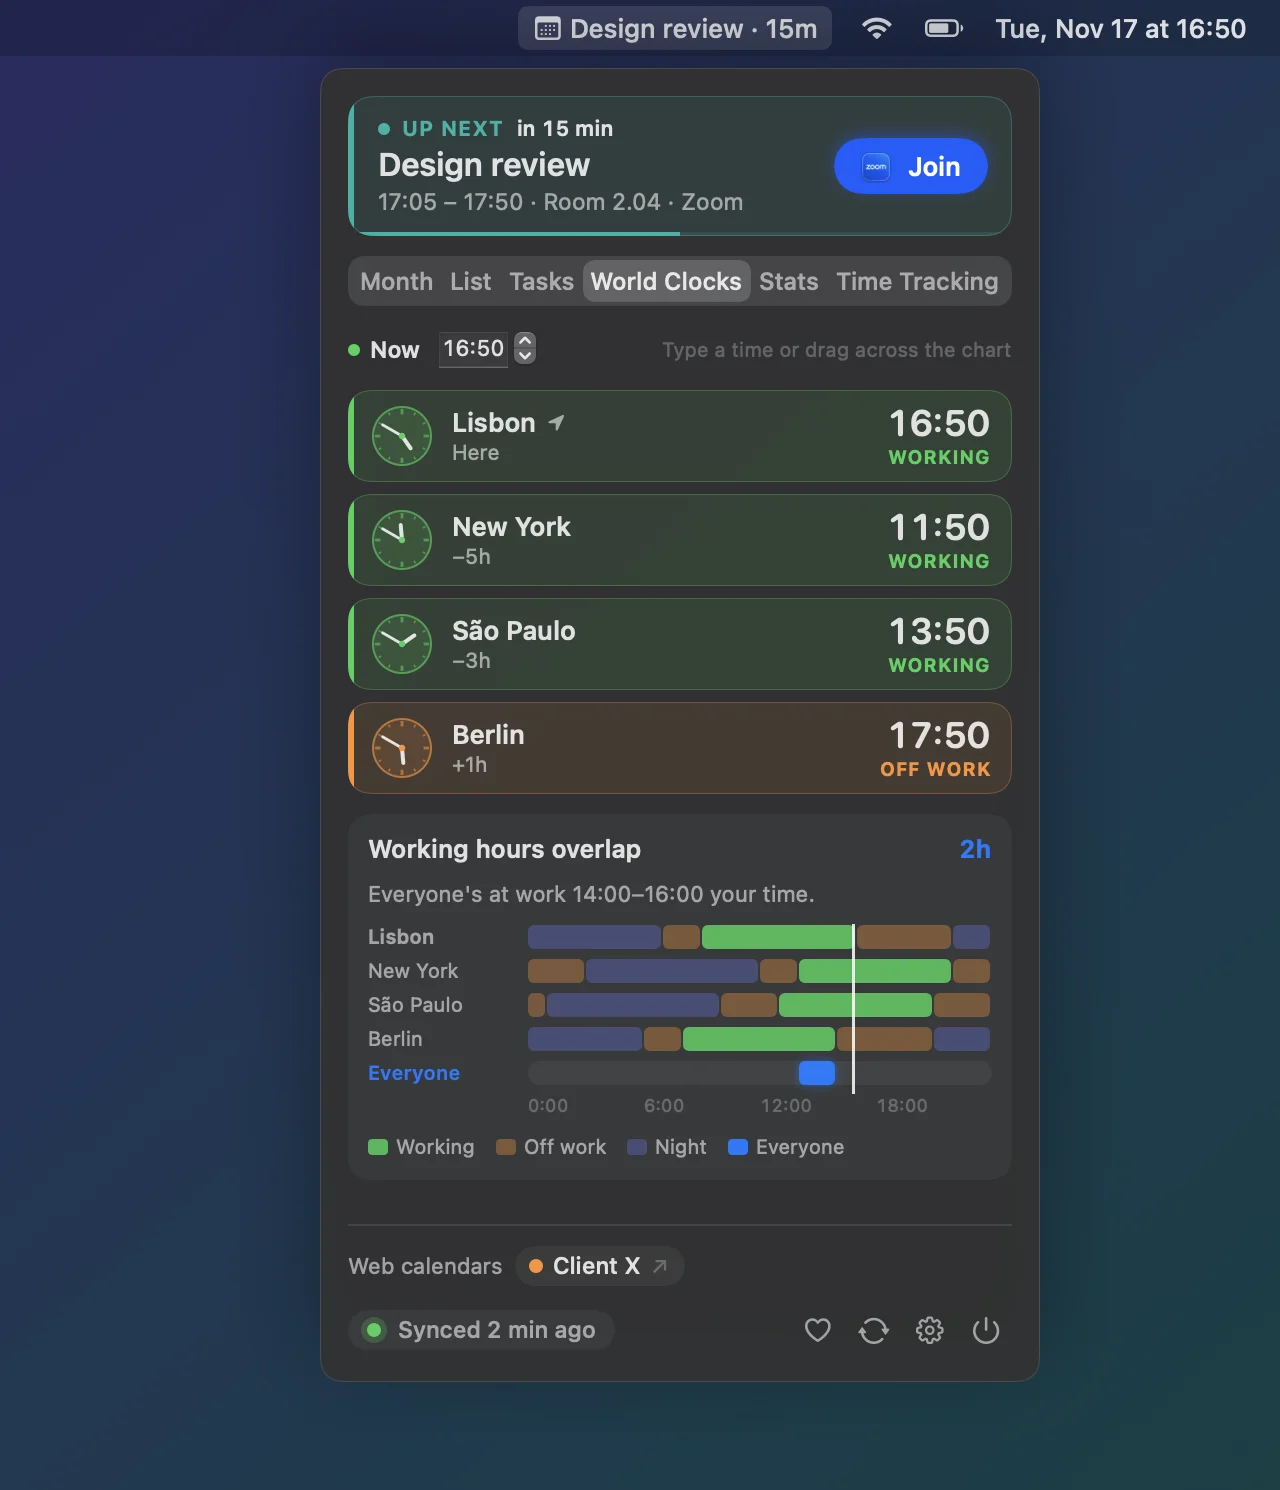 Design review · 15m
Tue, Nov 17 at 16:50
UP NEXT in 15 min
Design review
17:05 – 17:50 · Room 2.04 · Zoom
zoom
Join
Month
List
Tasks
World Clocks
Stats
Time Tracking
Now
16:50
Type a time or drag across the chart
Lisbon
Here
16:50
WORKING
New York
–5h
11:50
WORKING
São Paulo
–3h
13:50
WORKING
Berlin
+1h
17:50
OFF WORK
Working hours overlap
2h
Everyone's at work 14:00–16:00 your time.
Lisbon
New York
São Paulo
Berlin
Everyone
0:00
6:00
12:00
18:00
Working
Off work
Night
Everyone
Web calendars
Client X
Synced 2 min ago